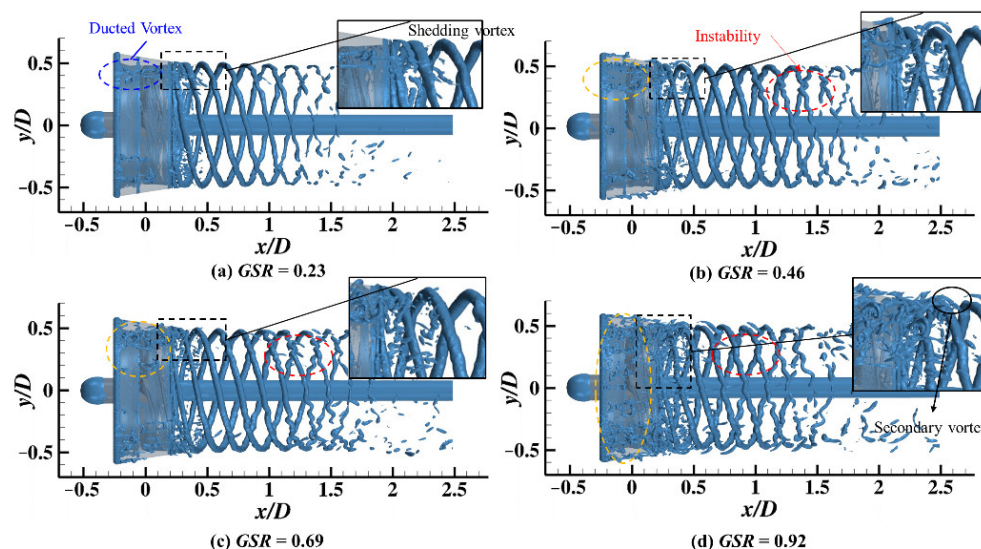 Ducted Vortex
Shedding vortex
0.5
0
−0.5
y/D
−0.5 0 0.5 1 1.5 2 2.5
x/D
(a) GSR = 0.23
Instability
0.5
0
−0.5
y/D
−0.5 0 0.5 1 1.5 2 2.5
x/D
(b) GSR = 0.46
0.5
0
−0.5
y/D
−0.5 0 0.5 1 1.5 2 2.5
x/D
(c) GSR = 0.69
0.5
0
−0.5
y/D
Secondary vortex
−0.5 0 0.5 1 1.5 2 2.5
x/D
(d) GSR = 0.92